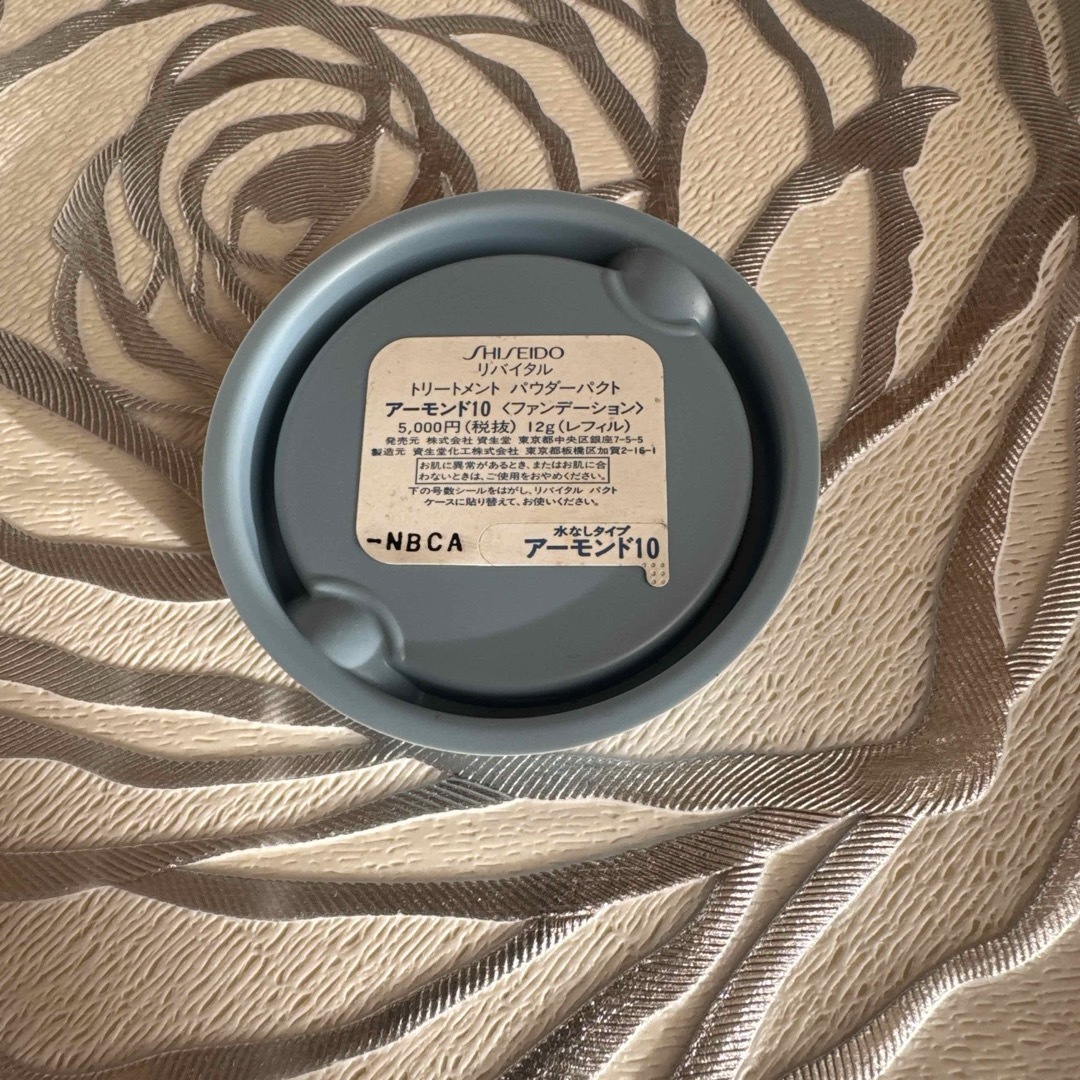 SHISEIDO
リバイタル
トリートメント パウダーパクト
アーモンド10 〈ファンデーション〉
5,000円(税抜) 12g(レフィル)
発売元 株式会社 資生堂 東京都中央区銀座7-5-5
製造元 資生堂化工株式会社 東京都板橋区加賀2-16-1
お肌に異常があるとき、またはお肌に合
わないときは、ご使用をおやめください。
下の号数シールをはがし、リバイタル パクト
ケースに貼り替えて、お使いください。
水なしタイプ
-NBCA アーモンド10